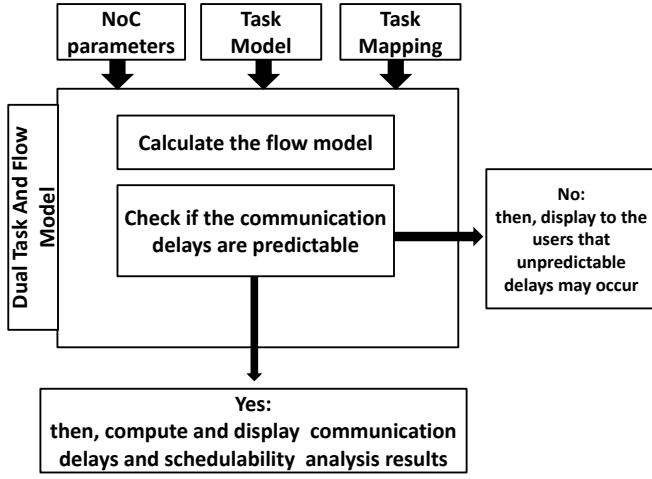 NoC
parameters
Task
Model
Task
Mapping
Dual Task And Flow
Model
Calculate the flow model
Check if the communication
delays are predictable
No:
then, display to the
users that
unpredictable
delays may occur
Yes:
then, compute and display communication
delays and schedulability analysis results